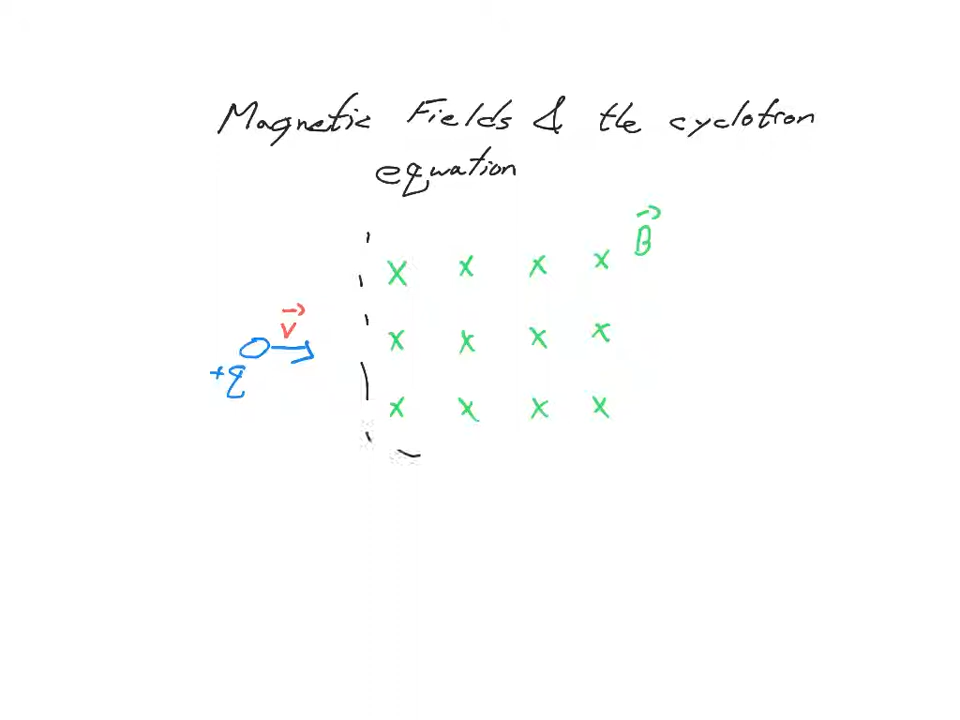 Magnetic Fields & the cyclotron
equation
B
x x x x
v
x x x x
+q
x x x x